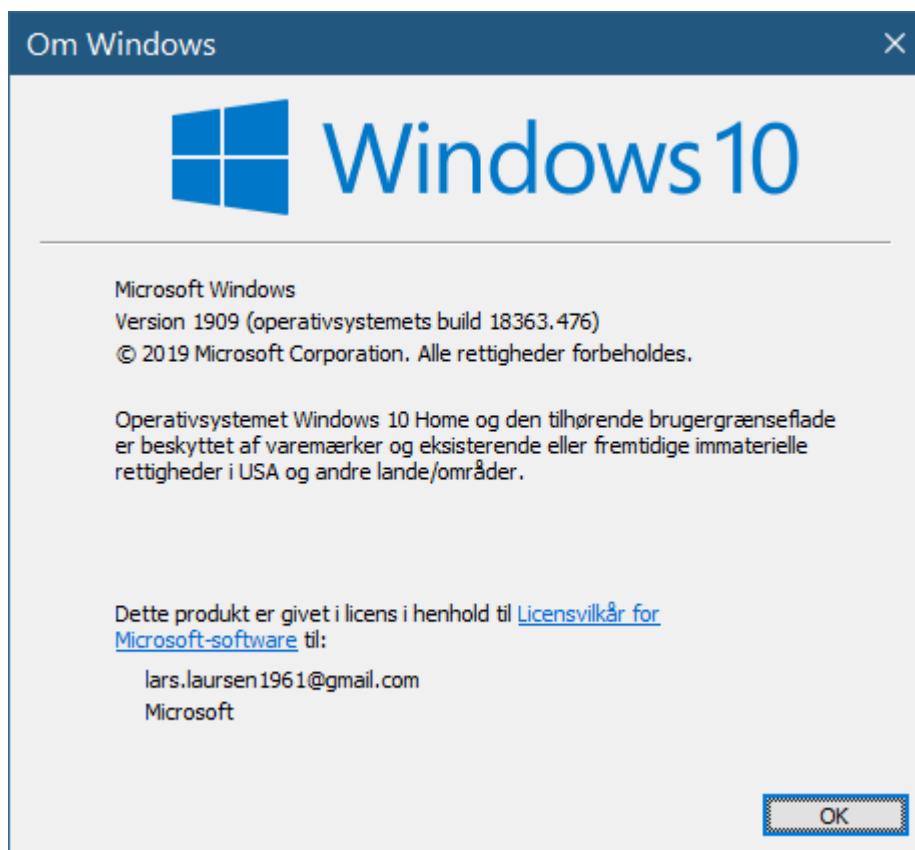 Om Windows
Windows 10
Microsoft Windows
Version 1909 (operativsystemets build 18363.476)
© 2019 Microsoft Corporation. Alle rettigheder forbeholdes.
Operativsystemet Windows 10 Home og den tilhørende brugergrænseflade
er beskyttet af varemærker og eksisterende eller fremtidige immaterielle
rettigheder i USA og andre lande/områder.
Dette produkt er givet i licens i henhold til Licensvilkår for
Microsoft-software til:
lars.laursen1961@gmail.com
Microsoft
OK